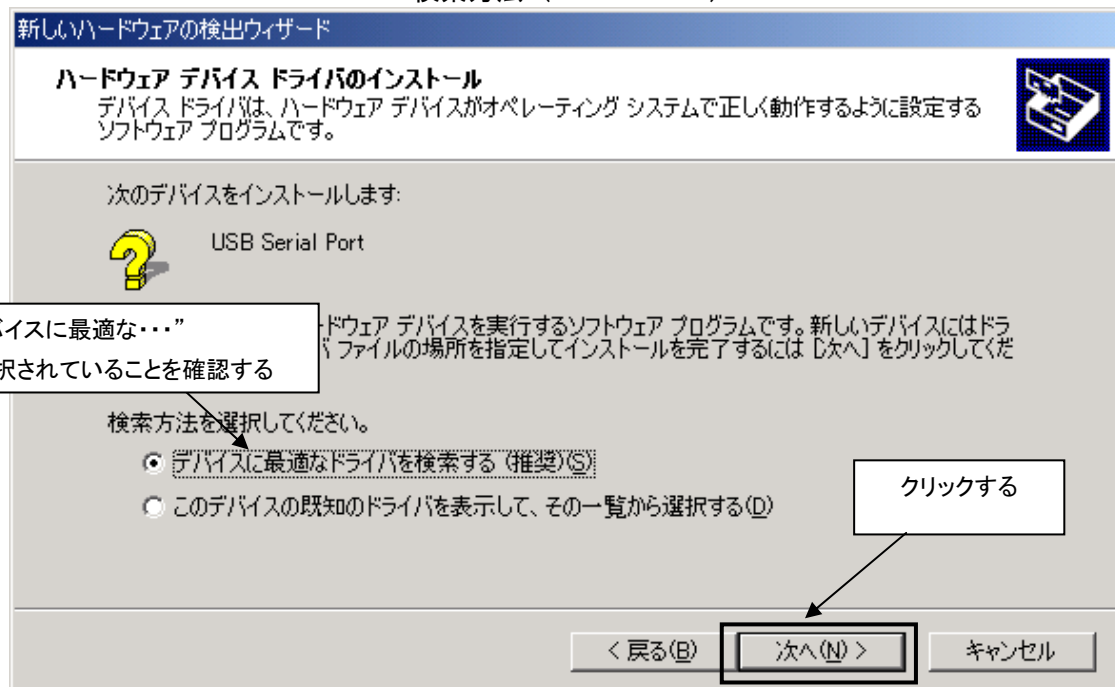 新しいハードウェアの検出ウィザード
ハードウェア デバイス ドライバのインストール
デバイス ドライバは、ハードウェア デバイスがオペレーティング システムで正しく動作するように設定する
ソフトウェア プログラムです。
次のデバイスをインストールします:
USB Serial Port
バイスに最適な・・・”
択されていることを確認する
ドウェア デバイスを実行するソフトウェア プログラムです。新しいデバイスにはドラ
ファイルの場所を指定してインストールを完了するには [次へ] をクリックしてくだ
検索方法を選択してください。
デバイスに最適なドライバを検索する (推奨)(S)
このデバイスの既知のドライバを表示して、その一覧から選択する(D)
クリックする
< 戻る(B)
次へ(N) >
キャンセル